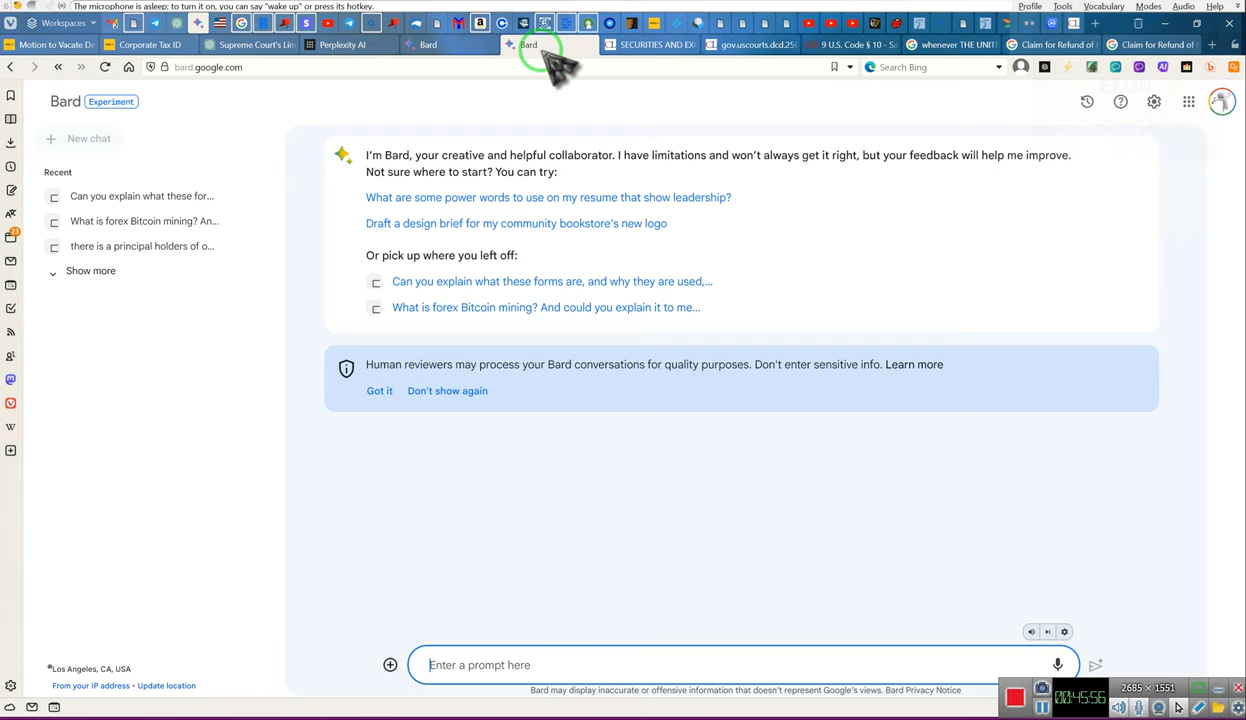 The microphone is asleep; to turn it on, you can say "wake up" or press its hotkey.
Profile Tools Vocabulary Modes Audio Help
Workspaces
Motion to Vacate De
Corporate Tax ID
Supreme Court's Lim
Perplexity AI
Bard
Bard
SECURITIES AND EX
gov.uscourts.dcd.256
9 U.S. Code § 10 - S
whenever THE UNIT
Claim for Refund of
Claim for Refund of
bard.google.com
Search Bing
Bard Experiment
New chat
Recent
Can you explain what these for...
What is forex Bitcoin mining? An...
there is a principal holders of o...
Show more
I'm Bard, your creative and helpful collaborator. I have limitations and won't always get it right, but your feedback will help me improve.
Not sure where to start? You can try:
What are some power words to use on my resume that show leadership?
Draft a design brief for my community bookstore's new logo
Or pick up where you left off:
Can you explain what these forms are, and why they are used,...
What is forex Bitcoin mining? And could you explain it to me...
Human reviewers may process your Bard conversations for quality purposes. Don't enter sensitive info. Learn more
Got it Don't show again
Enter a prompt here
Los Angeles, CA, USA
From your IP address • Update location
Bard may display inaccurate or offensive information that doesn't represent Google's views. Bard Privacy Notice
00:45:56
2685 × 1551